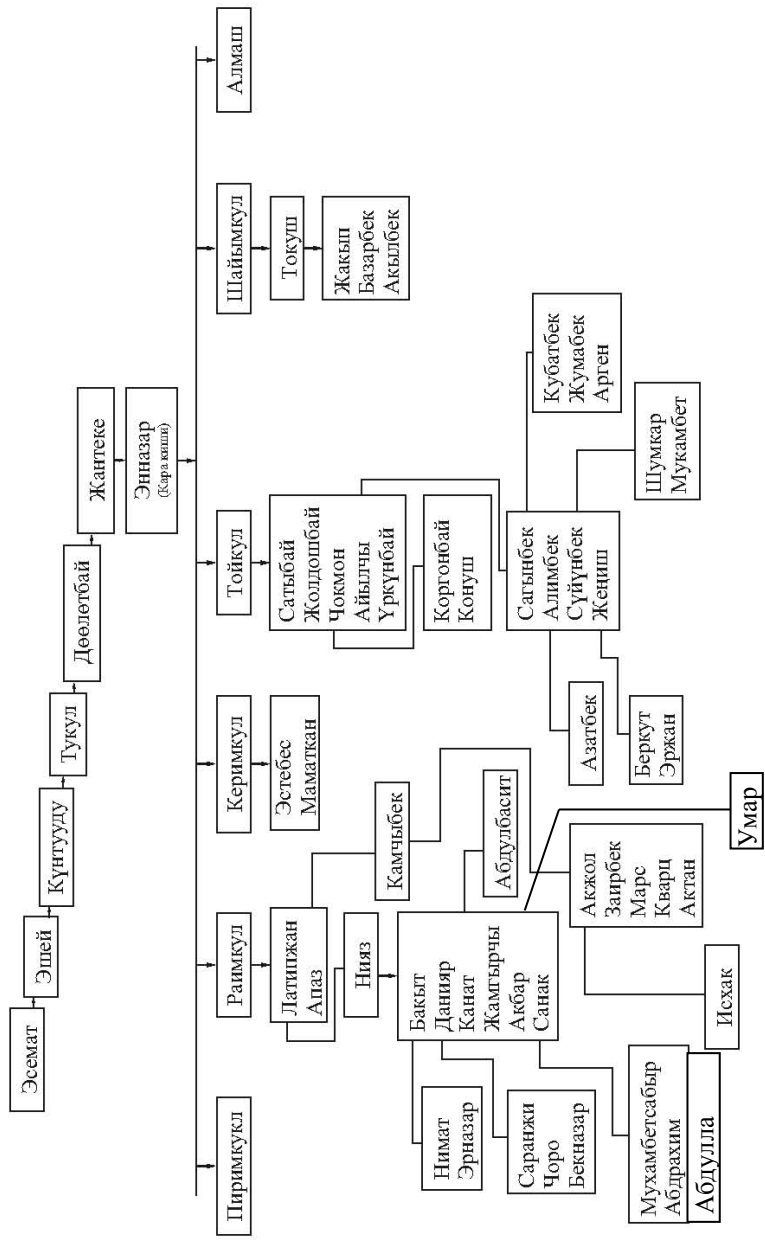 Эсемат
Эшей
Күнтууду
Тукул
Дөөлөтбай
Жантеке
Энназар
(Кара киши)
Пиримкукл
Раимкул
Керимкул
Тойкул
Шайымкул
Алмаш
Латипжан
Апаз
Эстебес
Маматкан
Сатыбай
Жолдошбай
Чокмон
Айылчы
Үркүнбай
Токуш
Жакып
Базарбек
Акылбек
Нияз
Камчыбек
Коргонбай
Конуш
Бакыт
Данияр
Канат
Жамгырчы
Акбар
Санак
Абдулбасит
Сагынбек
Алимбек
Сүйүнбек
Жеңиш
Кубатбек
Жумабек
Арген
Нимат
Эрназар
Саранжи
Чоро
Бекназар
Акжол
Заирбек
Марс
Кварц
Актан
Азатбек
Беркут
Эржан
Шумкар
Мукамбет
Мухамбетсабыр
Абдрахим
Абдулла
Исхак
Умар